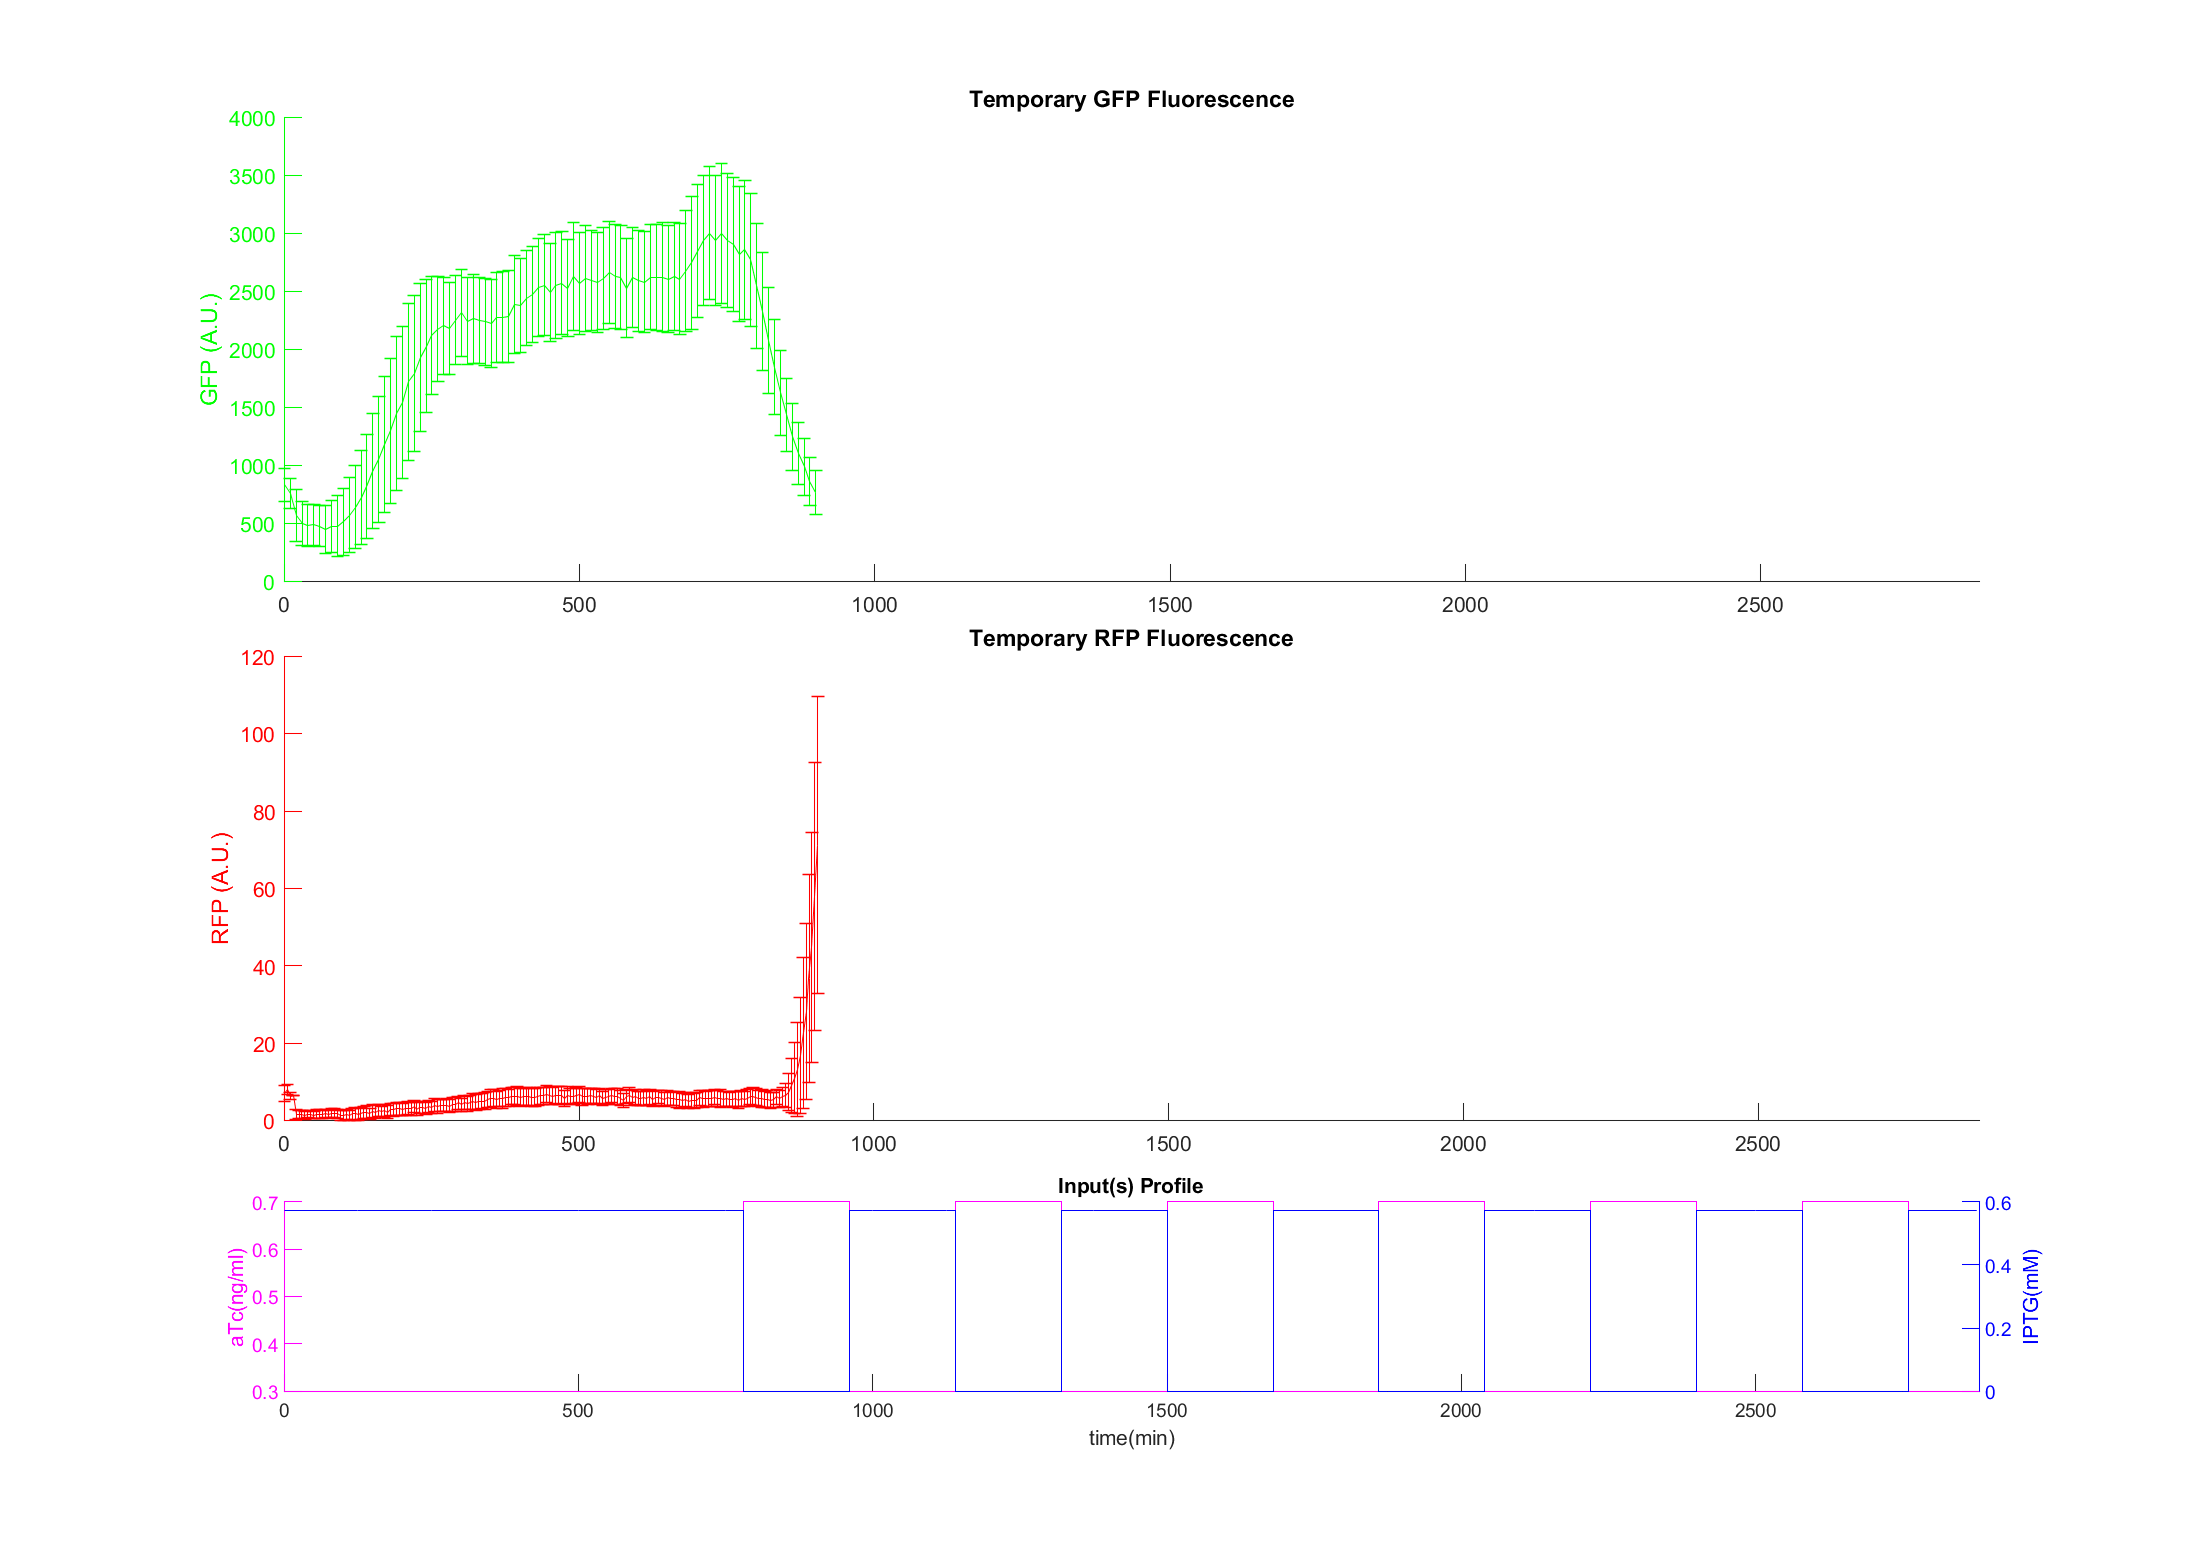 Temporary GFP Fluorescence
4000
3500
3000
2500
2000
1500
1000
500
0
GFP (A.U.)
0 500 1000 1500 2000 2500
Temporary RFP Fluorescence
120
100
80
60
40
20
0
RFP (A.U.)
0 500 1000 1500 2000 2500
Input(s) Profile
0.7
0.6
0.5
0.4
0.3
aTc(ng/ml)
0.6
0.4
0.2
0
IPTG(mM)
0 500 1000 1500 2000 2500
time(min)